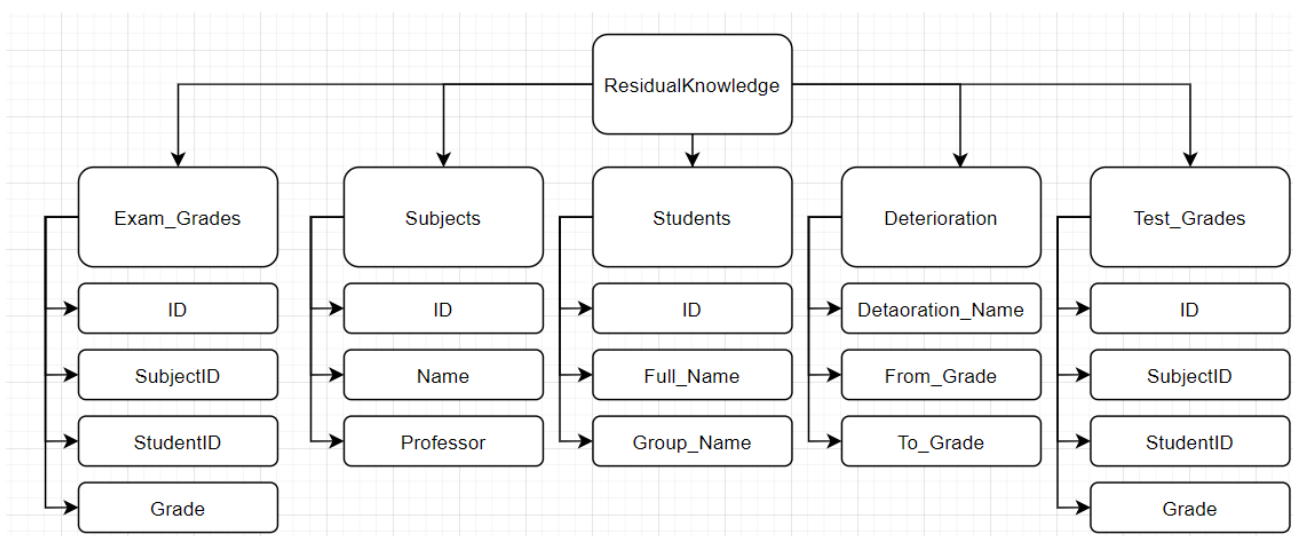 ResidualKnowledge
Exam_Grades
ID
SubjectID
StudentID
Grade
Subjects
ID
Name
Professor
Students
ID
Full_Name
Group_Name
Deterioration
Detaoration_Name
From_Grade
To_Grade
Test_Grades
ID
SubjectID
StudentID
Grade